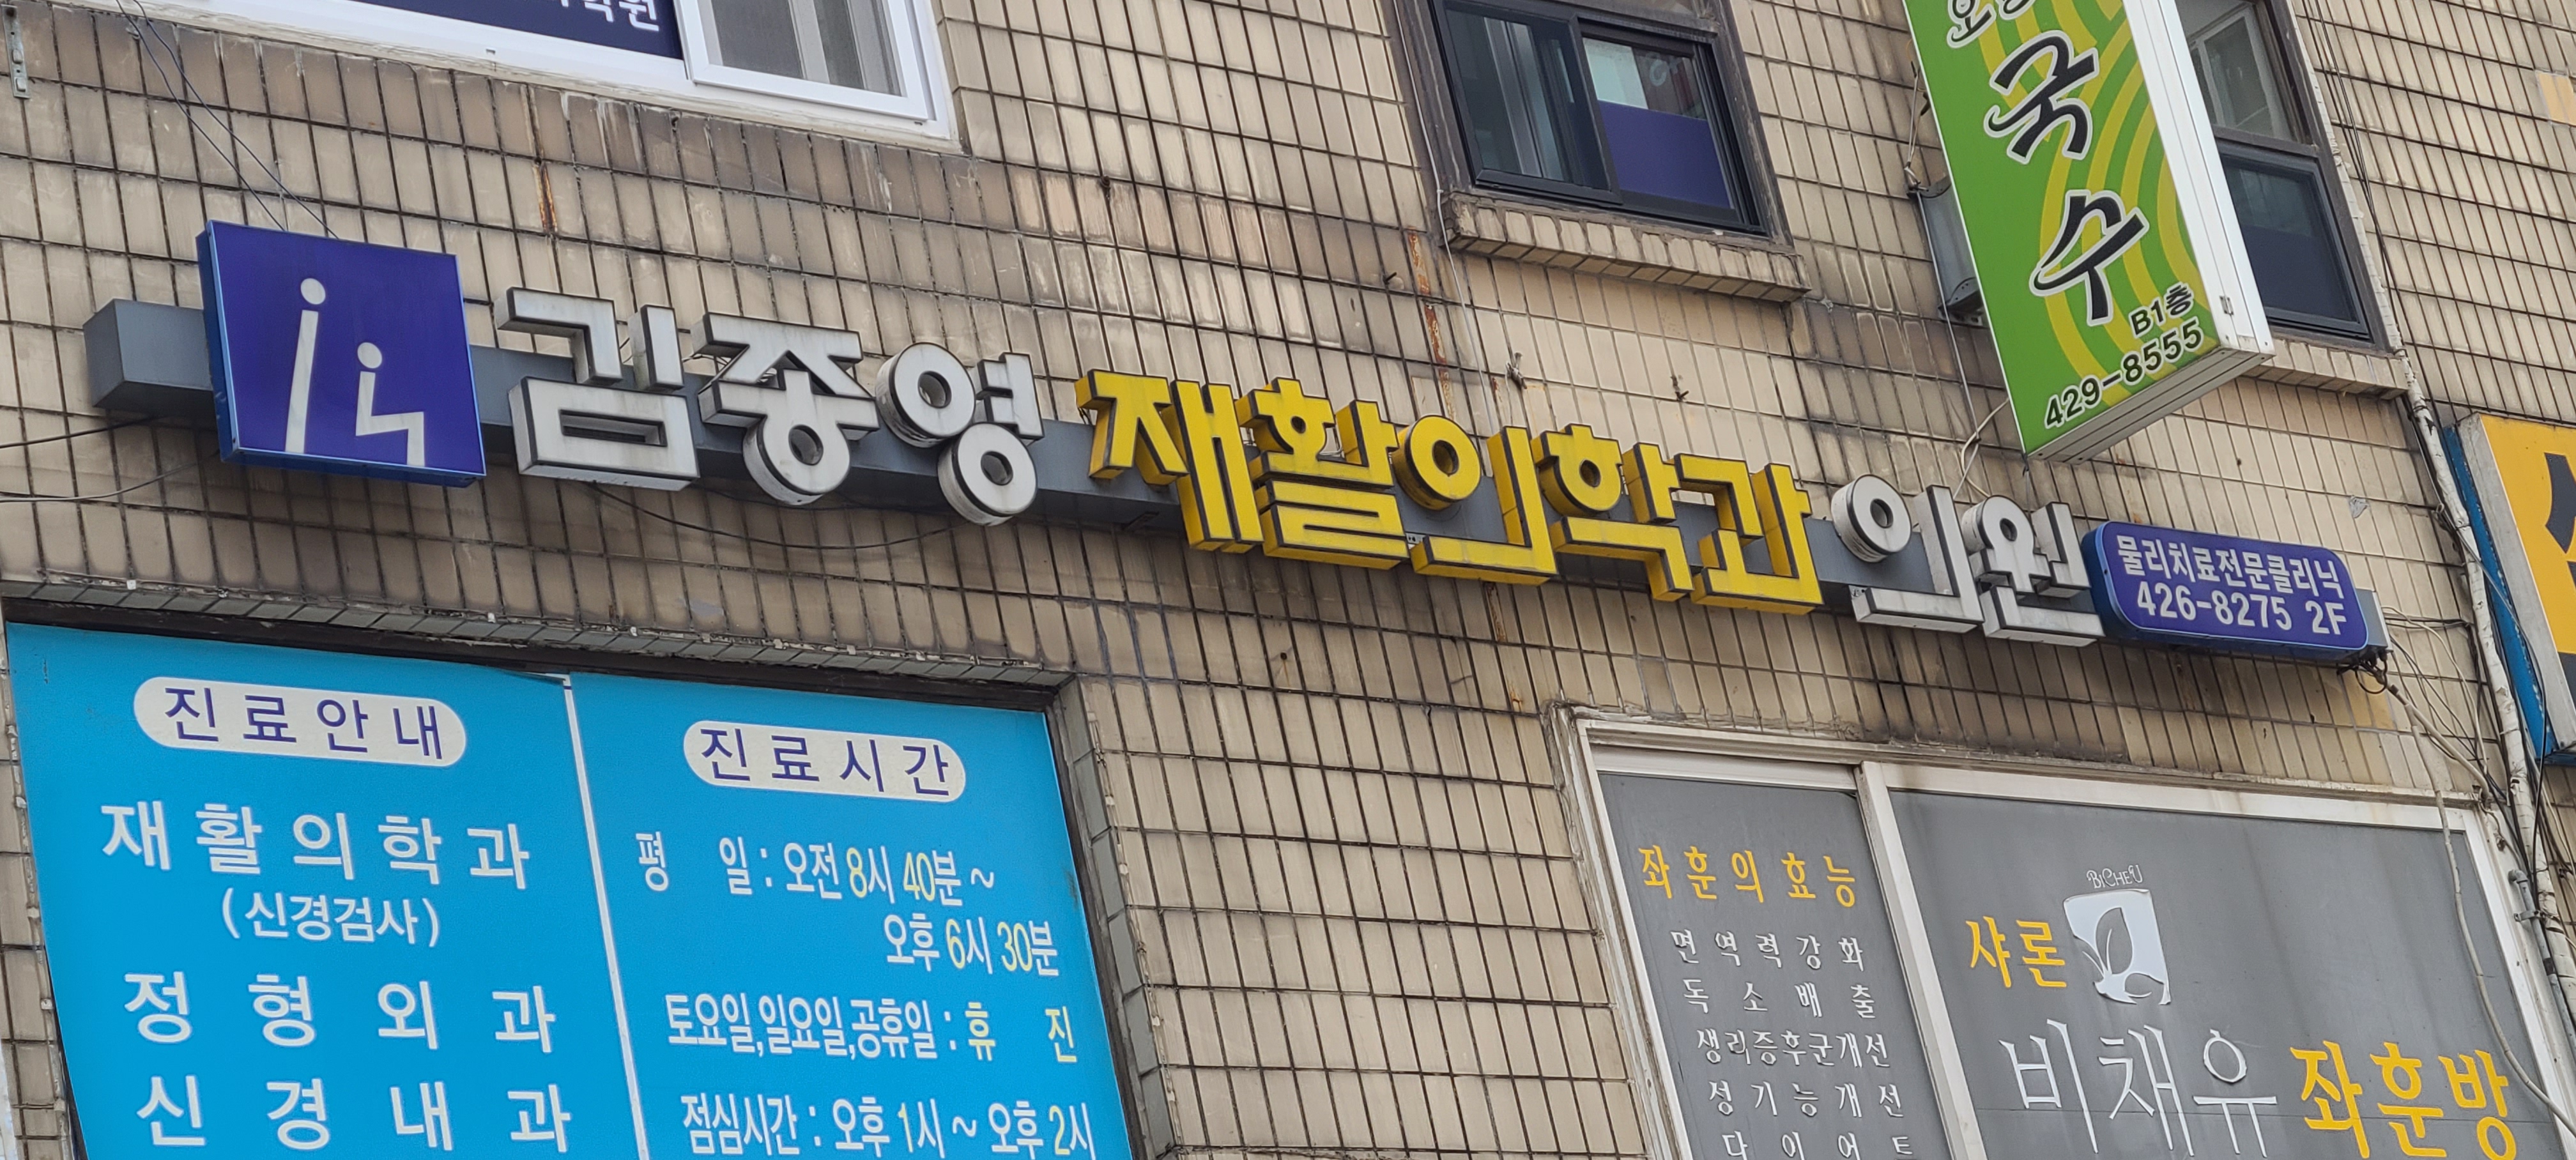 국
수
B1층
429-8555
김종영 재활의학과 의원
물리치료전문클리닉
426-8275 2F
진료안내
재활의학과
(신경검사)
정형외과
신경내과
진료시간
평 일 : 오전 8시 40분 ~
오후 6시 30분
토요일,일요일,공휴일 : 휴 진
점심시간 : 오후 1시 ~ 오후 2시
좌훈의효능
면역력강화
독소배출
생리증후군개선
성기능개선
다이어트
BiCHEU
샤론
비채유 좌훈방